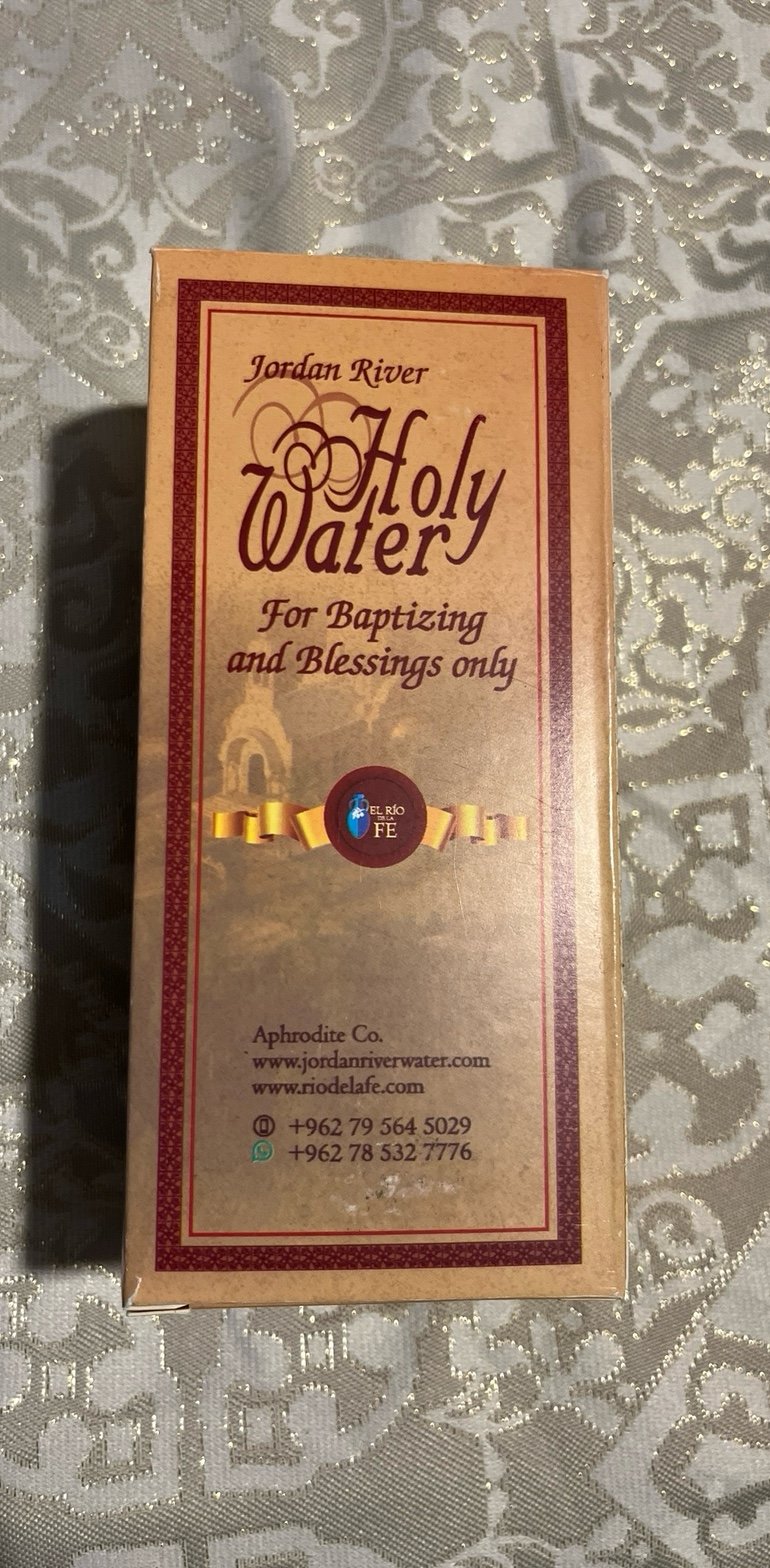 Jordan River
Holy
Water
For Baptizing
and Blessings only
EL RÍO
DE LA
FE
Aphrodite Co.
www.jordanriverwater.com
www.riodelafe.com
+962 79 564 5029
+962 78 532 7776